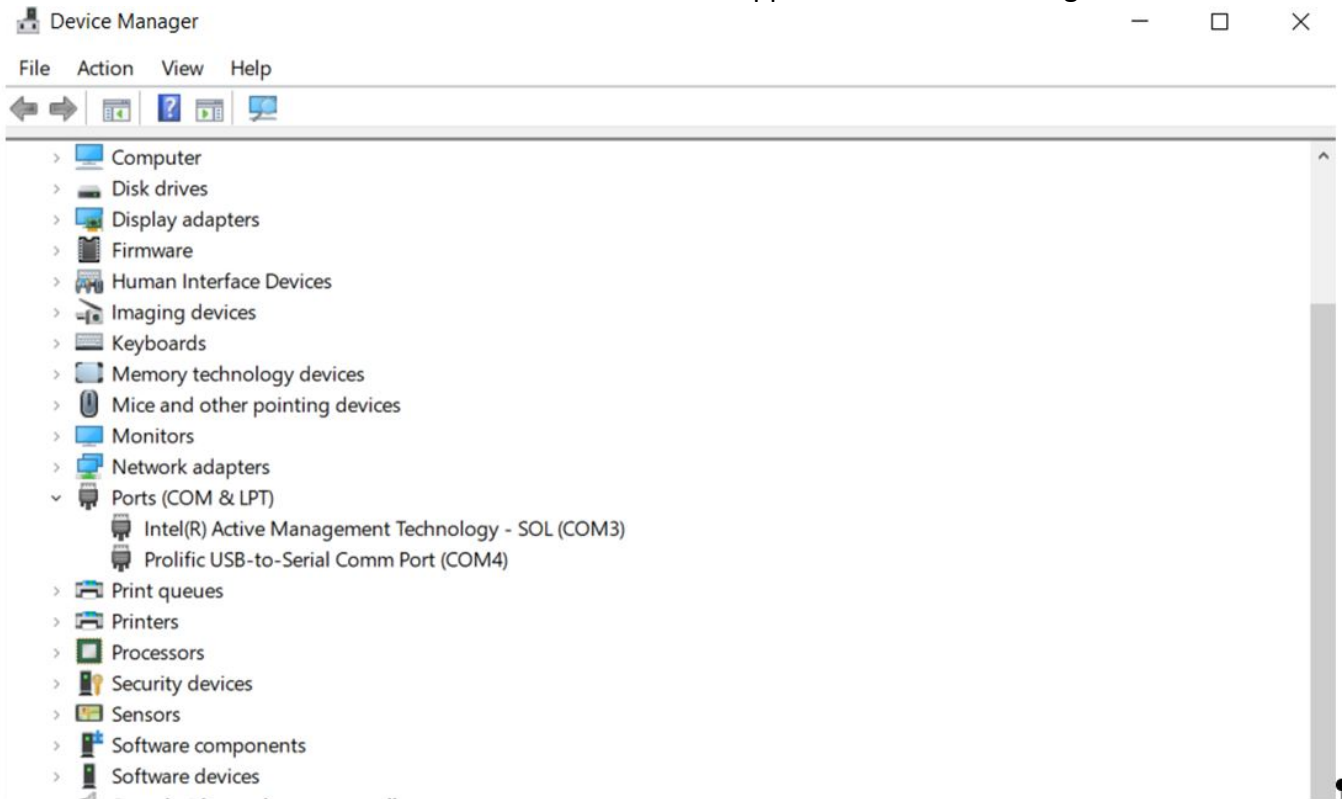 Device Manager
File Action View Help
Computer
Disk drives
Display adapters
Firmware
Human Interface Devices
Imaging devices
Keyboards
Memory technology devices
Mice and other pointing devices
Monitors
Network adapters
Ports (COM & LPT)
Intel(R) Active Management Technology - SOL (COM3)
Prolific USB-to-Serial Comm Port (COM4)
Print queues
Printers
Processors
Security devices
Sensors
Software components
Software devices